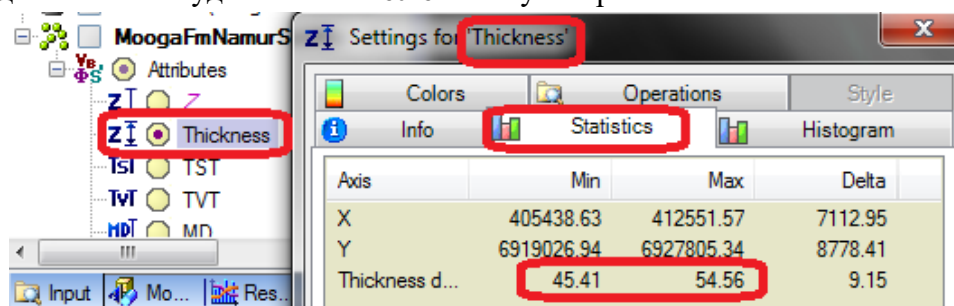 MoogaFmNamurS
Attributes
Z
Thickness
TST
TVT
MD
Input Mo... Res...
Settings for 'Thickness'
Colors Operations Style
Info Statistics Histogram
Axis Min Max Delta
X 405438.63 412551.57 7112.95
Y 6919026.94 6927805.34 8778.41
Thickness d... 45.41 54.56 9.15